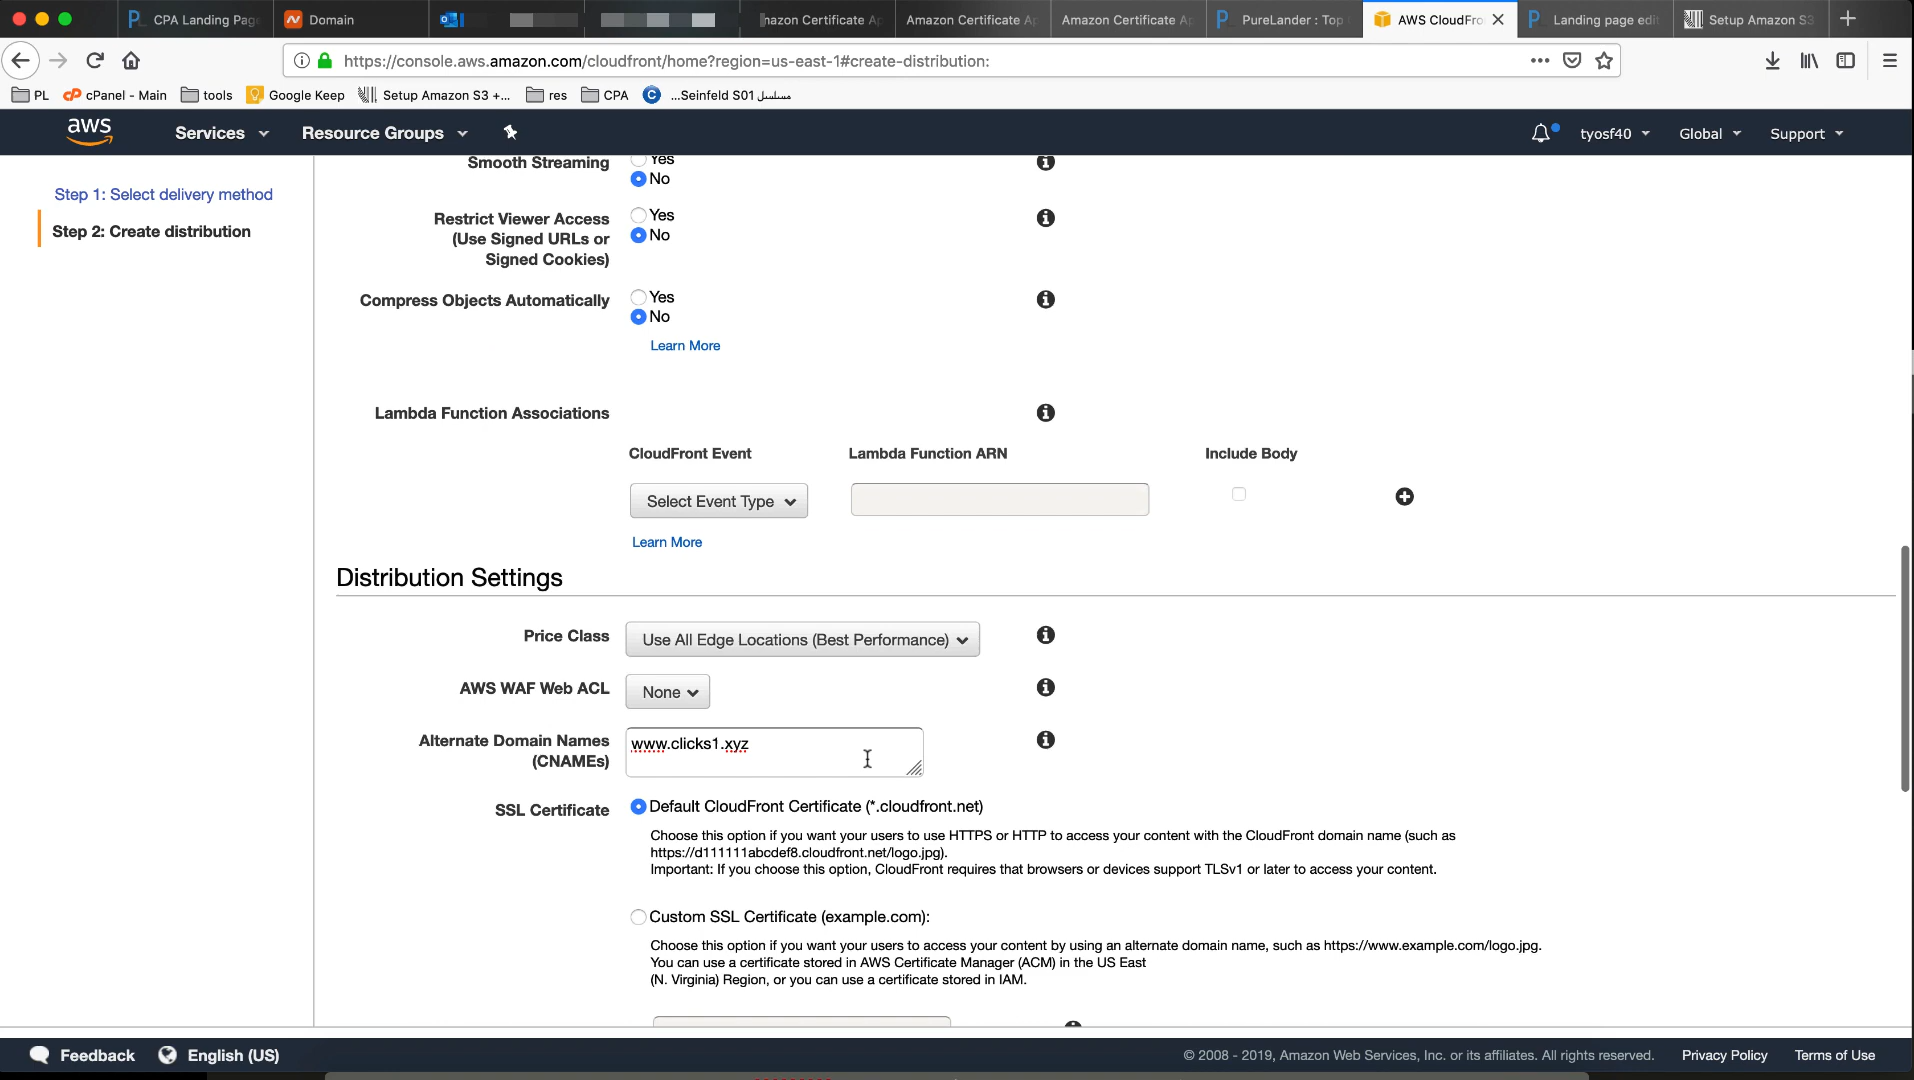 CPA Landing Page
Domain
mazon Certificate Ap
Amazon Certificate Ap
Amazon Certificate Ap
PureLander : Top
AWS CloudFro
Landing page edi
Setup Amazon S3
https://console.aws.amazon.com/cloudfront/home?region=us-east-1#create-distribution:
PL
cPanel - Main
tools
Google Keep
Setup Amazon S3 +...
res
CPA
...Seinfeld S01 مسلسل
aws
Services
Resource Groups
tyosf40
Global
Support
Step 1: Select delivery method
Step 2: Create distribution
Smooth Streaming
Yes
No
Restrict Viewer Access
(Use Signed URLs or
Signed Cookies)
Yes
No
Compress Objects Automatically
Yes
No
Learn More
Lambda Function Associations
CloudFront Event
Lambda Function ARN
Include Body
Select Event Type
Learn More
Distribution Settings
Price Class
Use All Edge Locations (Best Performance)
AWS WAF Web ACL
None
Alternate Domain Names
(CNAMEs)
www.clicks1.xyz
SSL Certificate
Default CloudFront Certificate (*.cloudfront.net)
Choose this option if you want your users to use HTTPS or HTTP to access your content with the CloudFront domain name (such as
https://d111111abcdef8.cloudfront.net/logo.jpg).
Important: If you choose this option, CloudFront requires that browsers or devices support TLSv1 or later to access your content.
Custom SSL Certificate (example.com):
Choose this option if you want your users to access your content by using an alternate domain name, such as https://www.example.com/logo.jpg.
You can use a certificate stored in AWS Certificate Manager (ACM) in the US East
(N. Virginia) Region, or you can use a certificate stored in IAM.
Feedback
English (US)
© 2008 - 2019, Amazon Web Services, Inc. or its affiliates. All rights reserved.
Privacy Policy
Terms of Use